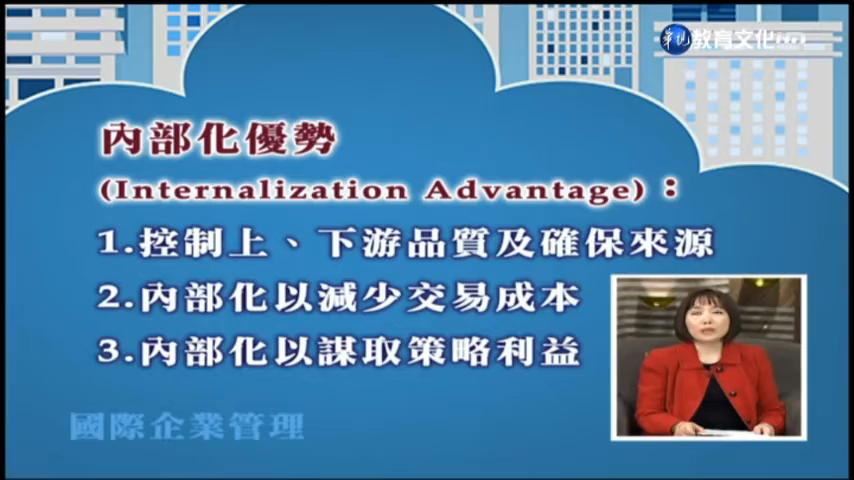 華視教育文化HD
內部化優勢
(Internalization Advantage)：
1.控制上、下游品質及確保來源
2.內部化以減少交易成本
3.內部化以謀取策略利益
國際企業管理